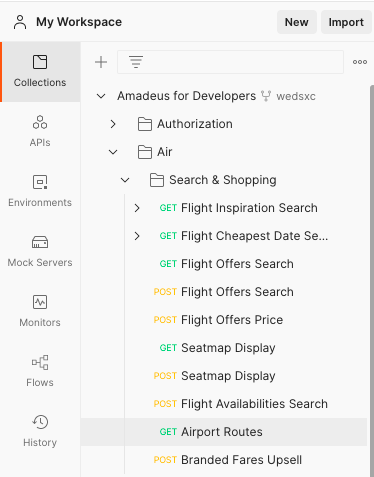 My Workspace
New
Import
Collections
APIs
Environments
Mock Servers
Monitors
Flows
History
Amadeus for Developers wedsxc
Authorization
Air
Search & Shopping
GET Flight Inspiration Search
GET Flight Cheapest Date Se...
GET Flight Offers Search
POST Flight Offers Search
POST Flight Offers Price
GET Seatmap Display
POST Seatmap Display
POST Flight Availabilities Search
GET Airport Routes
POST Branded Fares Upsell